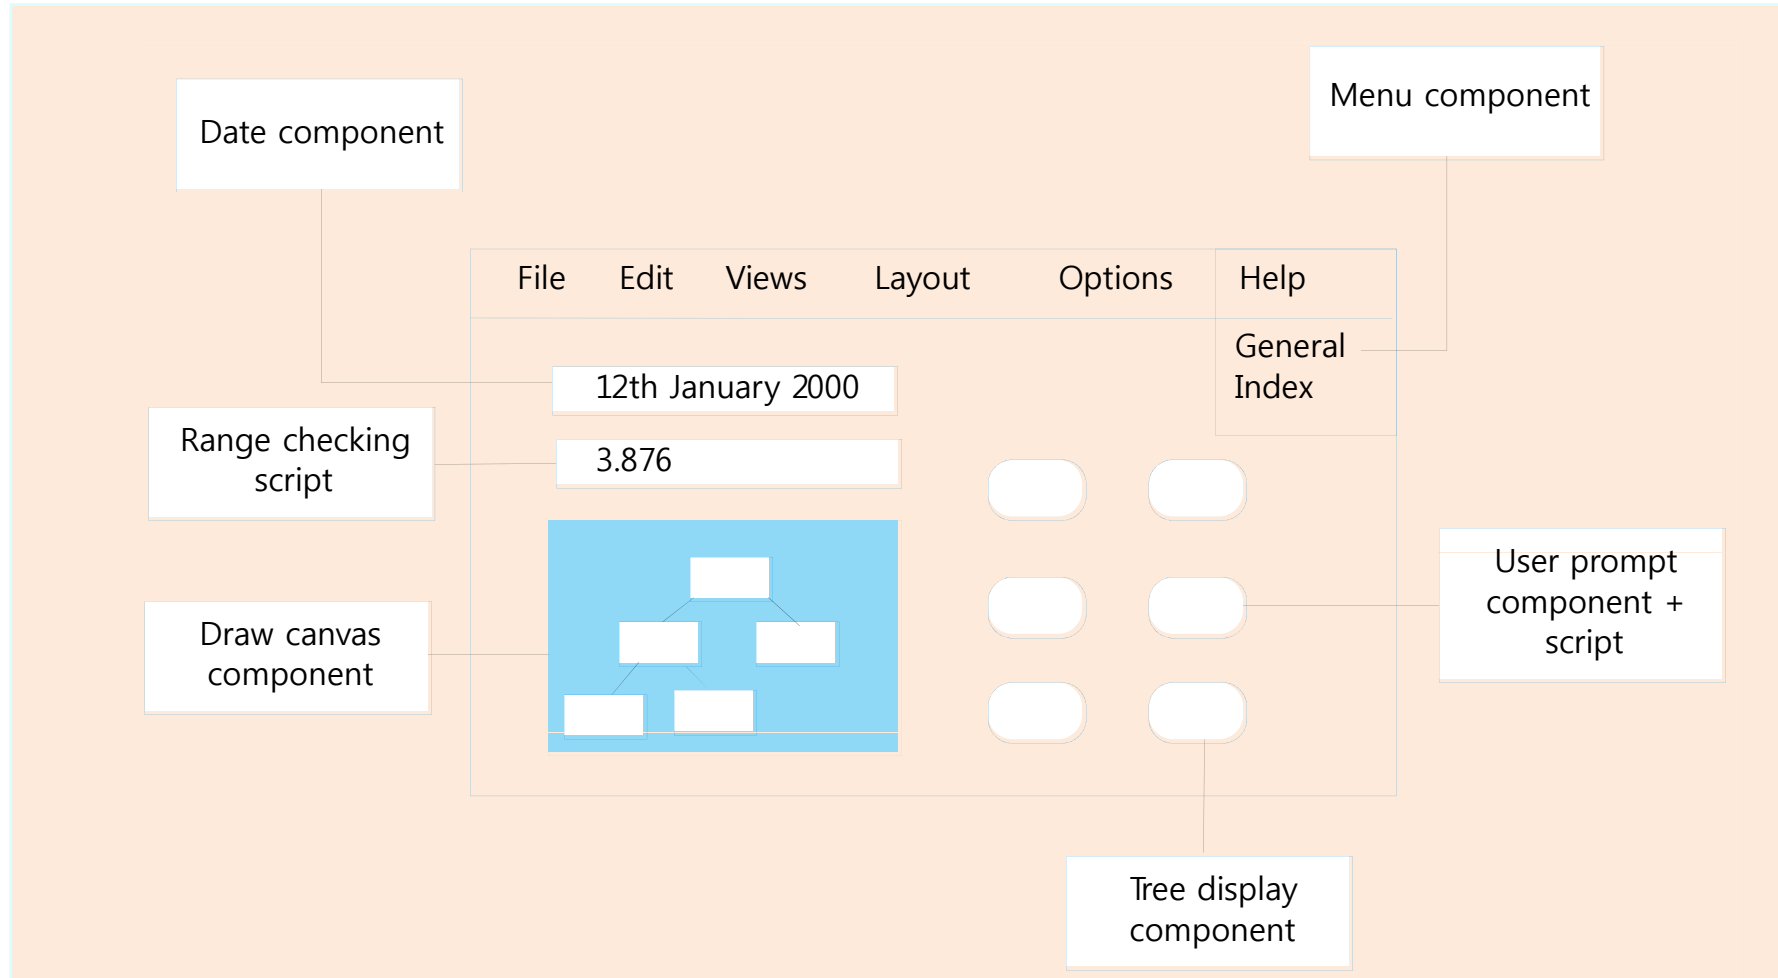 Menu component
Date component
File Edit Views Layout Options Help
General
Index
12th January 2000
Range checking
script
3.876
User prompt
component +
script
Draw canvas
component
Tree display
component